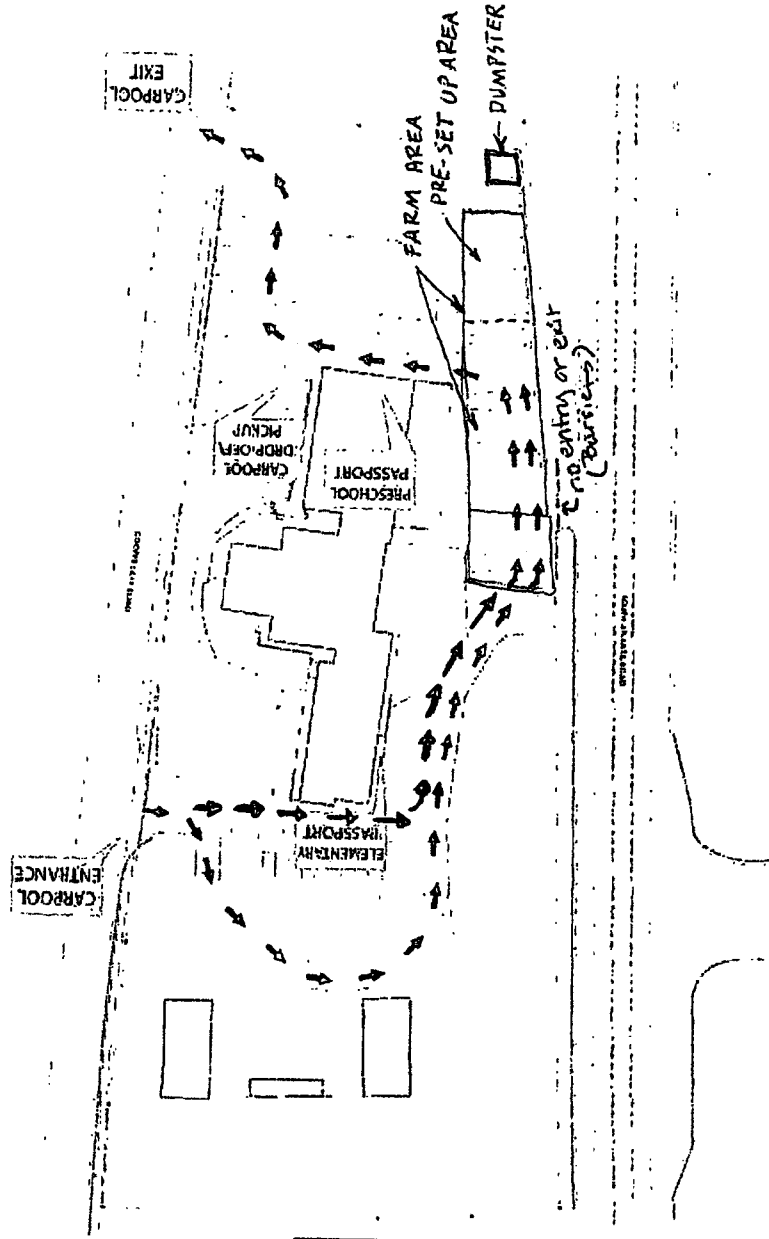 CARPOOL
EXIT
FARM AREA
PRE-SET UP AREA
← DUMPSTER
CARPOOL
DROP-OFF/
PICKUP
PRESCHOOL
PASSPORT
no entry or exit
(Barriers)
ELEMENTARY
PASSPORT
CARPOOL
ENTRANCE